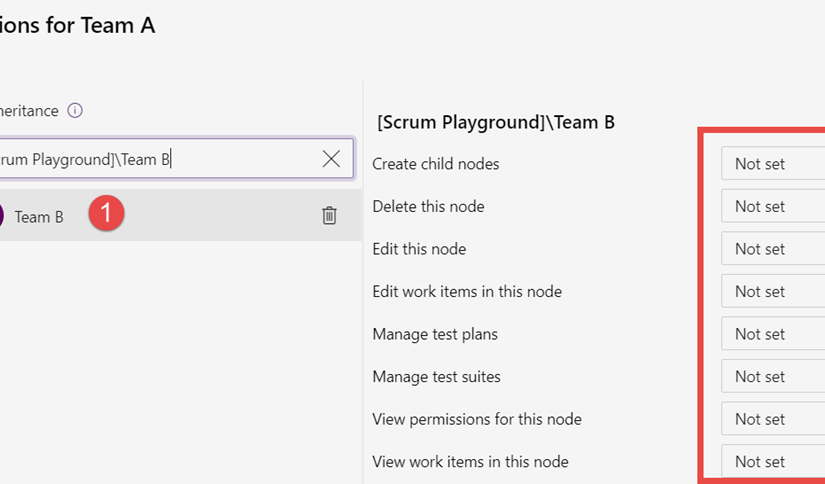 ions for Team A
neritance
rum Playground]\Team B
Team B
1
[Scrum Playground]\Team B
Create child nodes
Not set
Delete this node
Not set
Edit this node
Not set
Edit work items in this node
Not set
Manage test plans
Not set
Manage test suites
Not set
View permissions for this node
Not set
View work items in this node
Not set